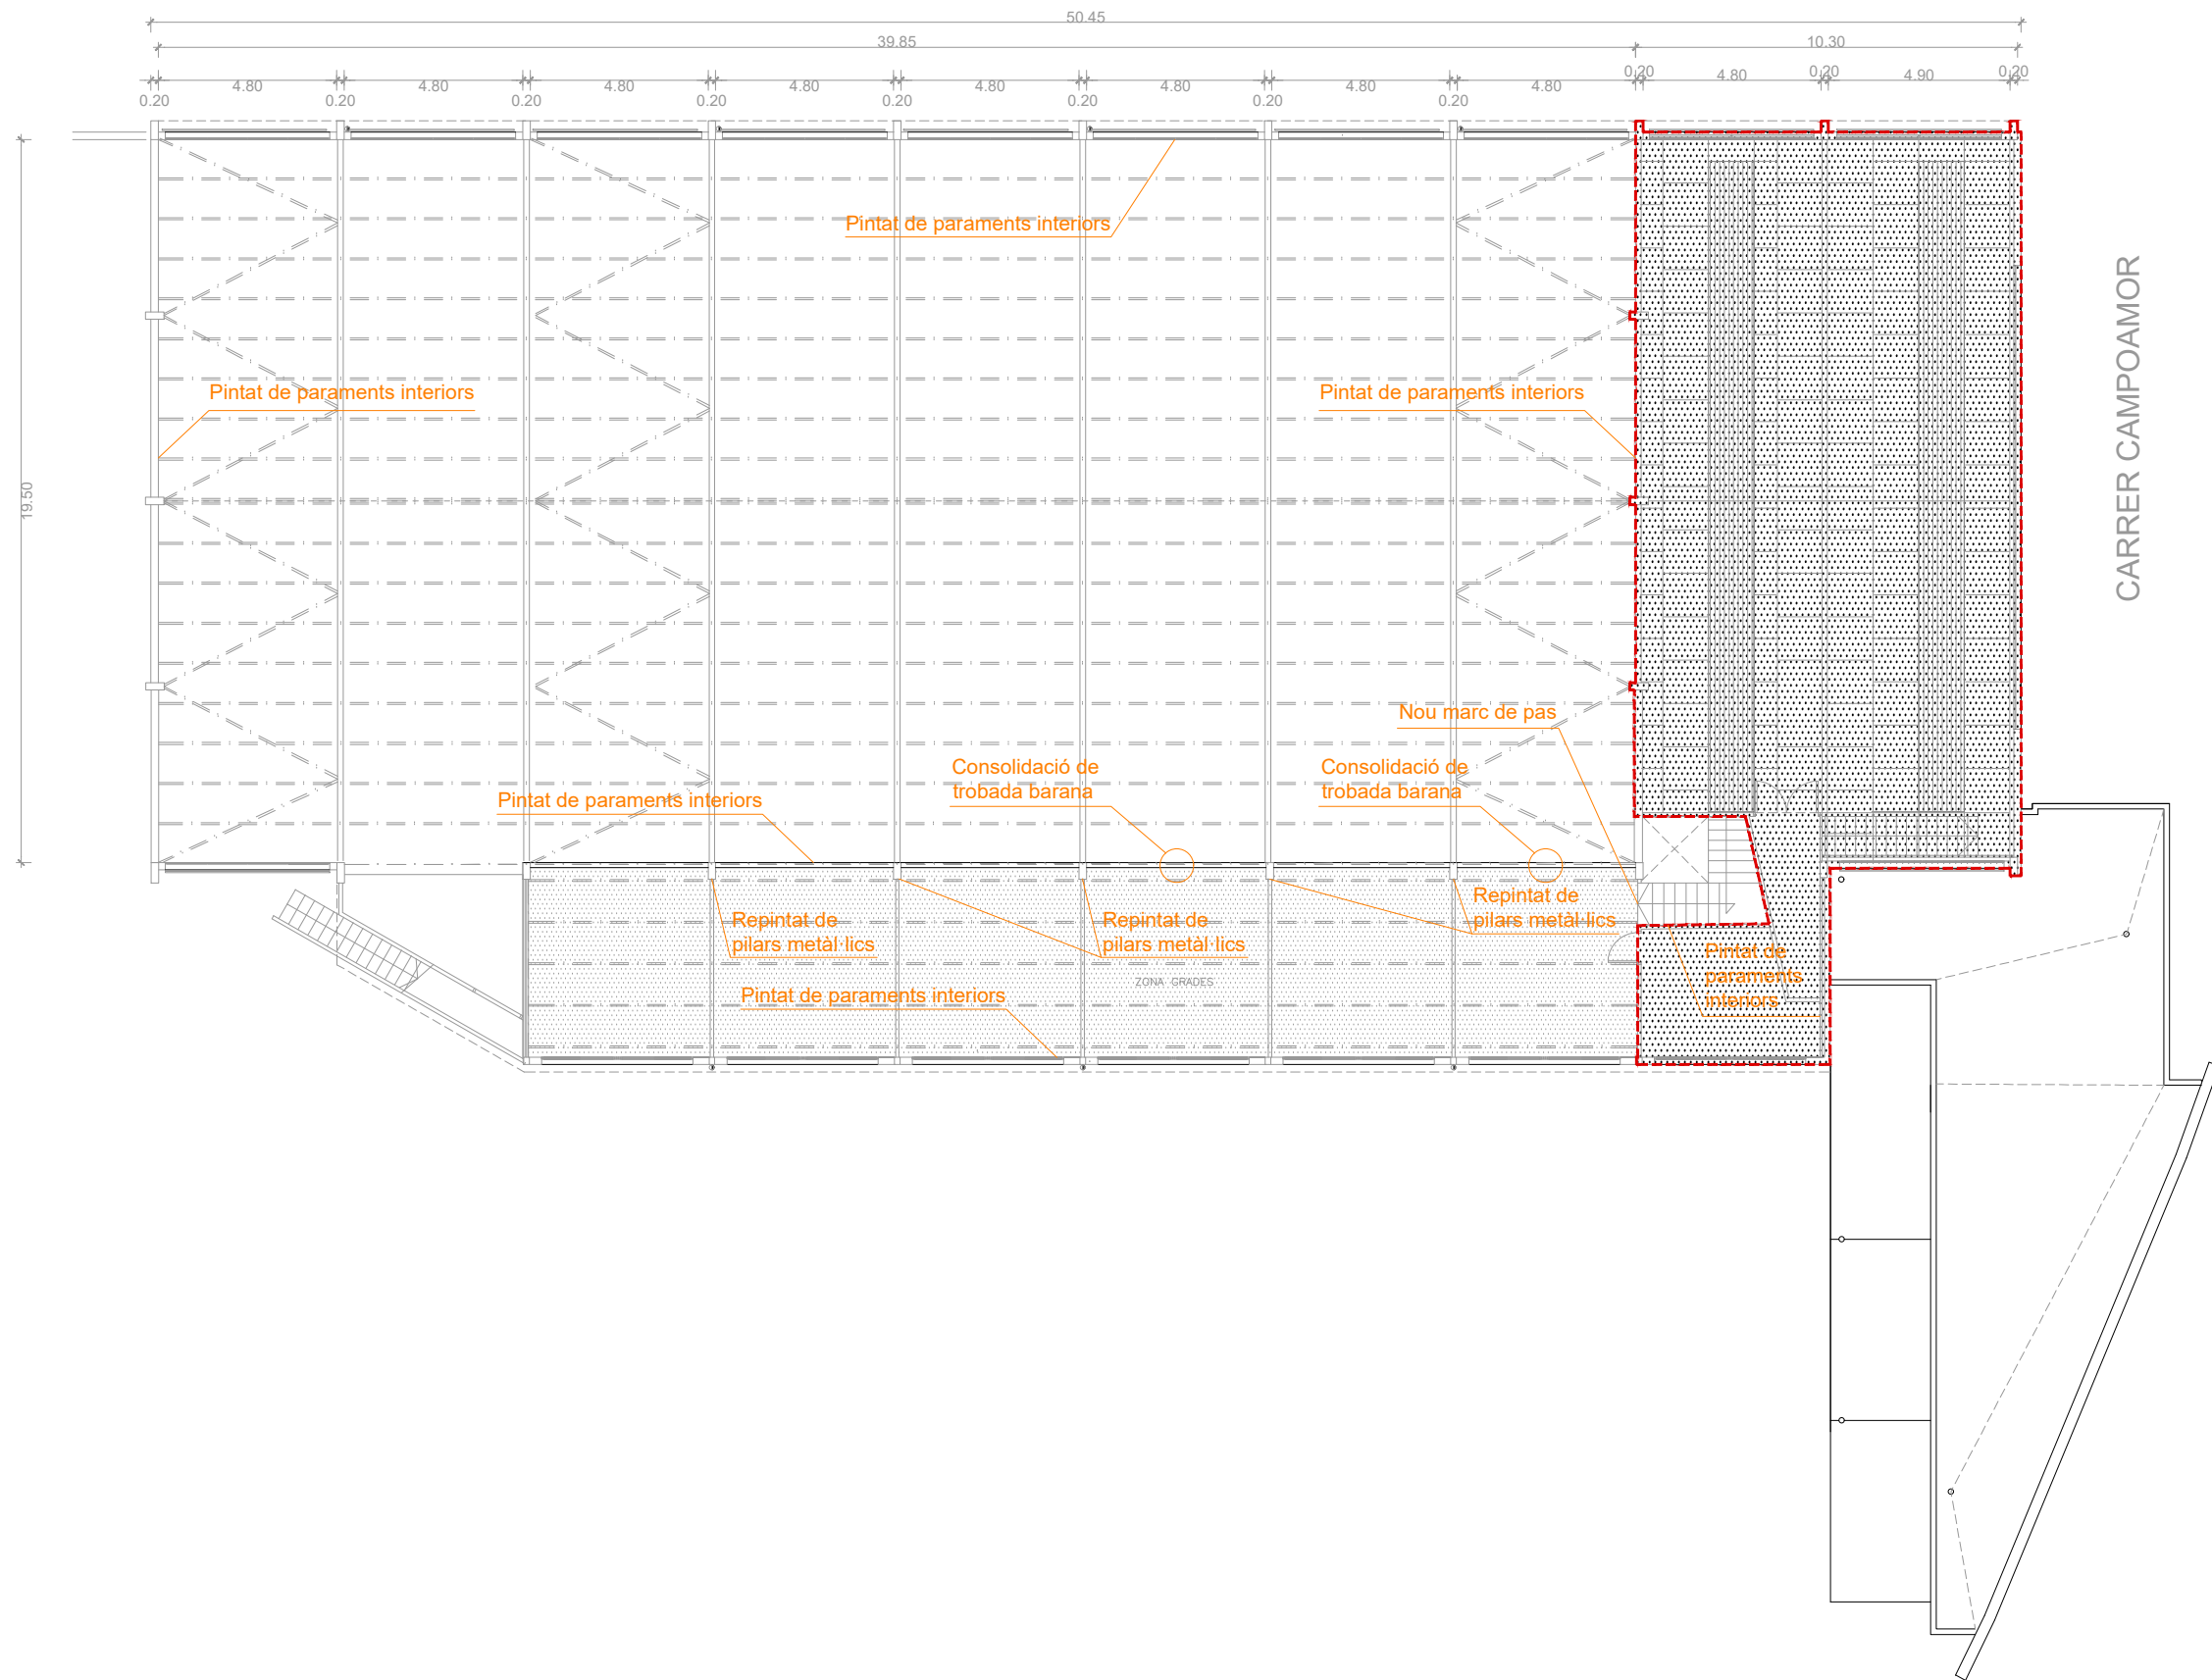 50.45
39.85
10.30
4.80
4.80
4.80
4.80
4.80
4.80
4.80
4.80
0.20
4.80
0.20
4.90
0.20
0.20
0.20
0.20
0.20
0.20
0.20
0.20
0.20
19.50
CARRER CAMPOAMOR
Pintat de paraments interiors
Pintat de paraments interiors
Pintat de paraments interiors
Nou marc de pas
Consolidació de
trobada barana
Consolidació de
trobada barana
Pintat de paraments interiors
Repintat de
pilars metàl·lics
Repintat de
pilars metàl·lics
Repintat de
pilars metàl·lics
Pintat de
paraments
interiors
ZONA GRADES
Pintat de paraments interiors